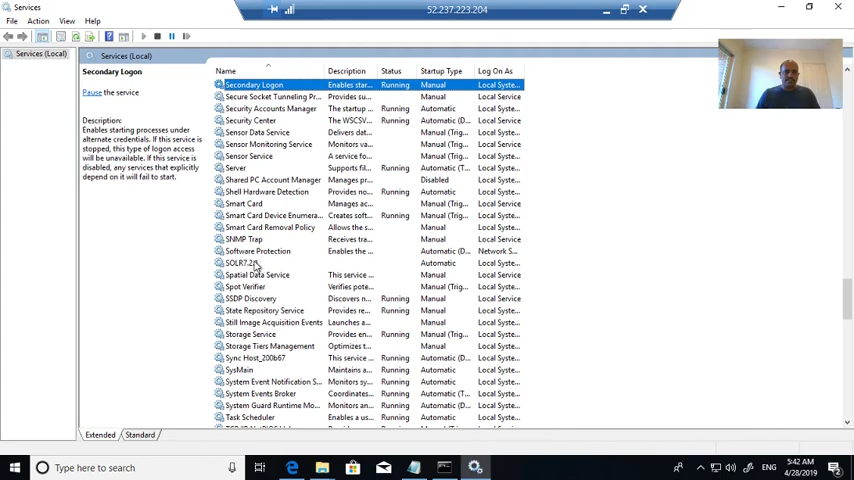 Services
52.237.223.204
File Action View Help
Services (Local)
Services (Local)
Secondary Logon
Pause the service
Description:
Enables starting processes under
alternate credentials. If this service is
stopped, this type of logon access
will be unavailable. If this service is
disabled, any services that explicitly
depend on it will fail to start.
Name Description Status Startup Type Log On As
Secondary Logon Enables star... Running Manual Local Syste...
Secure Socket Tunneling Pr... Provides su... Manual Local Service
Security Accounts Manager The startup ... Running Automatic Local Syste...
Security Center The WSCSV... Running Automatic (D... Local Service
Sensor Data Service Delivers dat... Manual (Trig... Local Syste...
Sensor Monitoring Service Monitors va... Manual (Trig... Local Service
Sensor Service A service fo... Manual (Trig... Local Syste...
Server Supports fil... Running Automatic (T... Local Syste...
Shared PC Account Manager Manages pr... Disabled Local Syste...
Shell Hardware Detection Provides no... Running Automatic Local Syste...
Smart Card Manages ac... Manual (Trig... Local Service
Smart Card Device Enumera... Creates soft... Manual (Trig... Local Syste...
Smart Card Removal Policy Allows the s... Manual Local Syste...
SNMP Trap Receives tra... Manual Local Service
Software Protection Enables the ... Automatic (D... Network S...
SOLR7.2. Automatic Local Syste...
Spatial Data Service This service ... Manual Local Service
Spot Verifier Verifies pote... Manual (Trig... Local Syste...
SSDP Discovery Discovers n... Running Manual Local Service
State Repository Service Provides re... Running Manual Local Syste...
Still Image Acquisition Events Launches a... Manual Local Syste...
Storage Service Provides en... Running Manual (Trig... Local Syste...
Storage Tiers Management Optimizes t... Manual Local Syste...
Sync Host_200b67 This service ... Running Automatic (D... Local Syste...
SysMain Maintains a... Running Automatic Local Syste...
System Event Notification S... Monitors sy... Running Automatic Local Syste...
System Events Broker Coordinates... Running Automatic (T... Local Syste...
System Guard Runtime Mo... Monitors an... Running Automatic (D... Local Syste...
Task Scheduler Enables a us... Running Automatic Local Syste...
Extended Standard
Type here to search
ENG
5:42 AM
4/28/2019
2